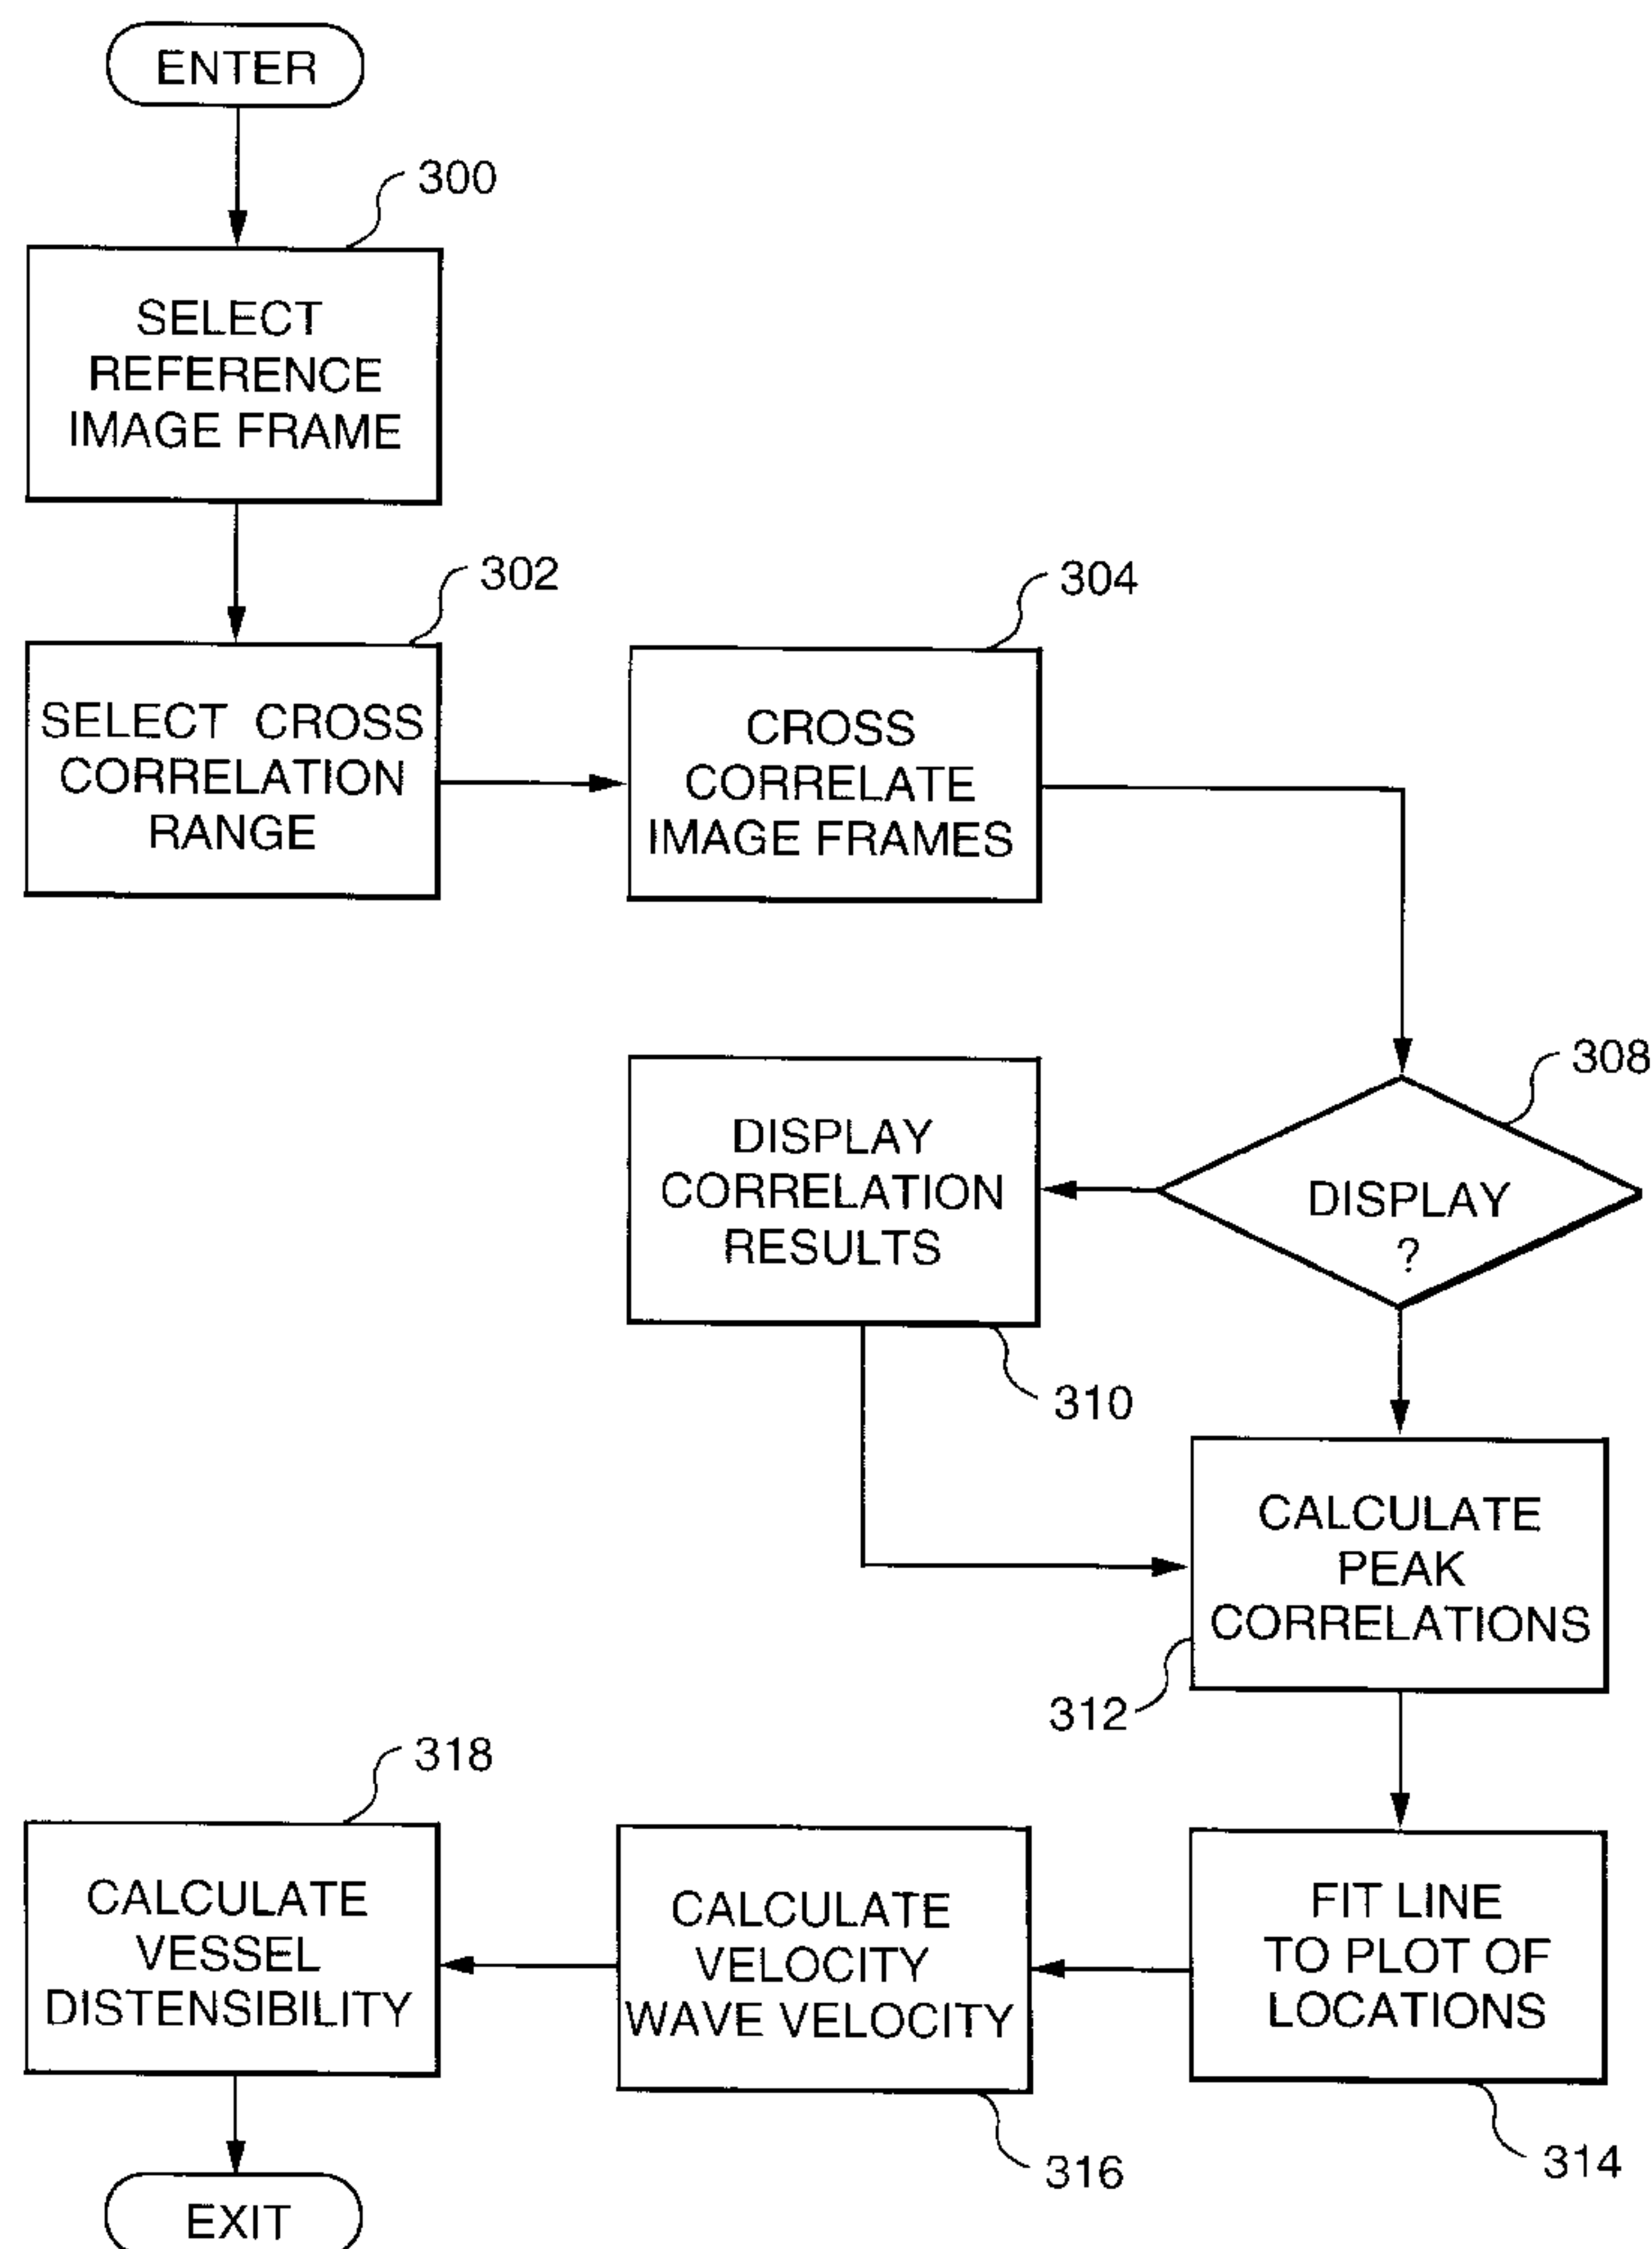 ENTER
300
SELECT
REFERENCE
IMAGE FRAME
302
SELECT CROSS
CORRELATION
RANGE
304
CROSS
CORRELATE
IMAGE FRAMES
308
DISPLAY
?
DISPLAY
CORRELATION
RESULTS
310
CALCULATE
PEAK
CORRELATIONS
312
FIT LINE
TO PLOT OF
LOCATIONS
314
CALCULATE
VELOCITY
WAVE VELOCITY
316
318
CALCULATE
VESSEL
DISTENSIBILITY
EXIT